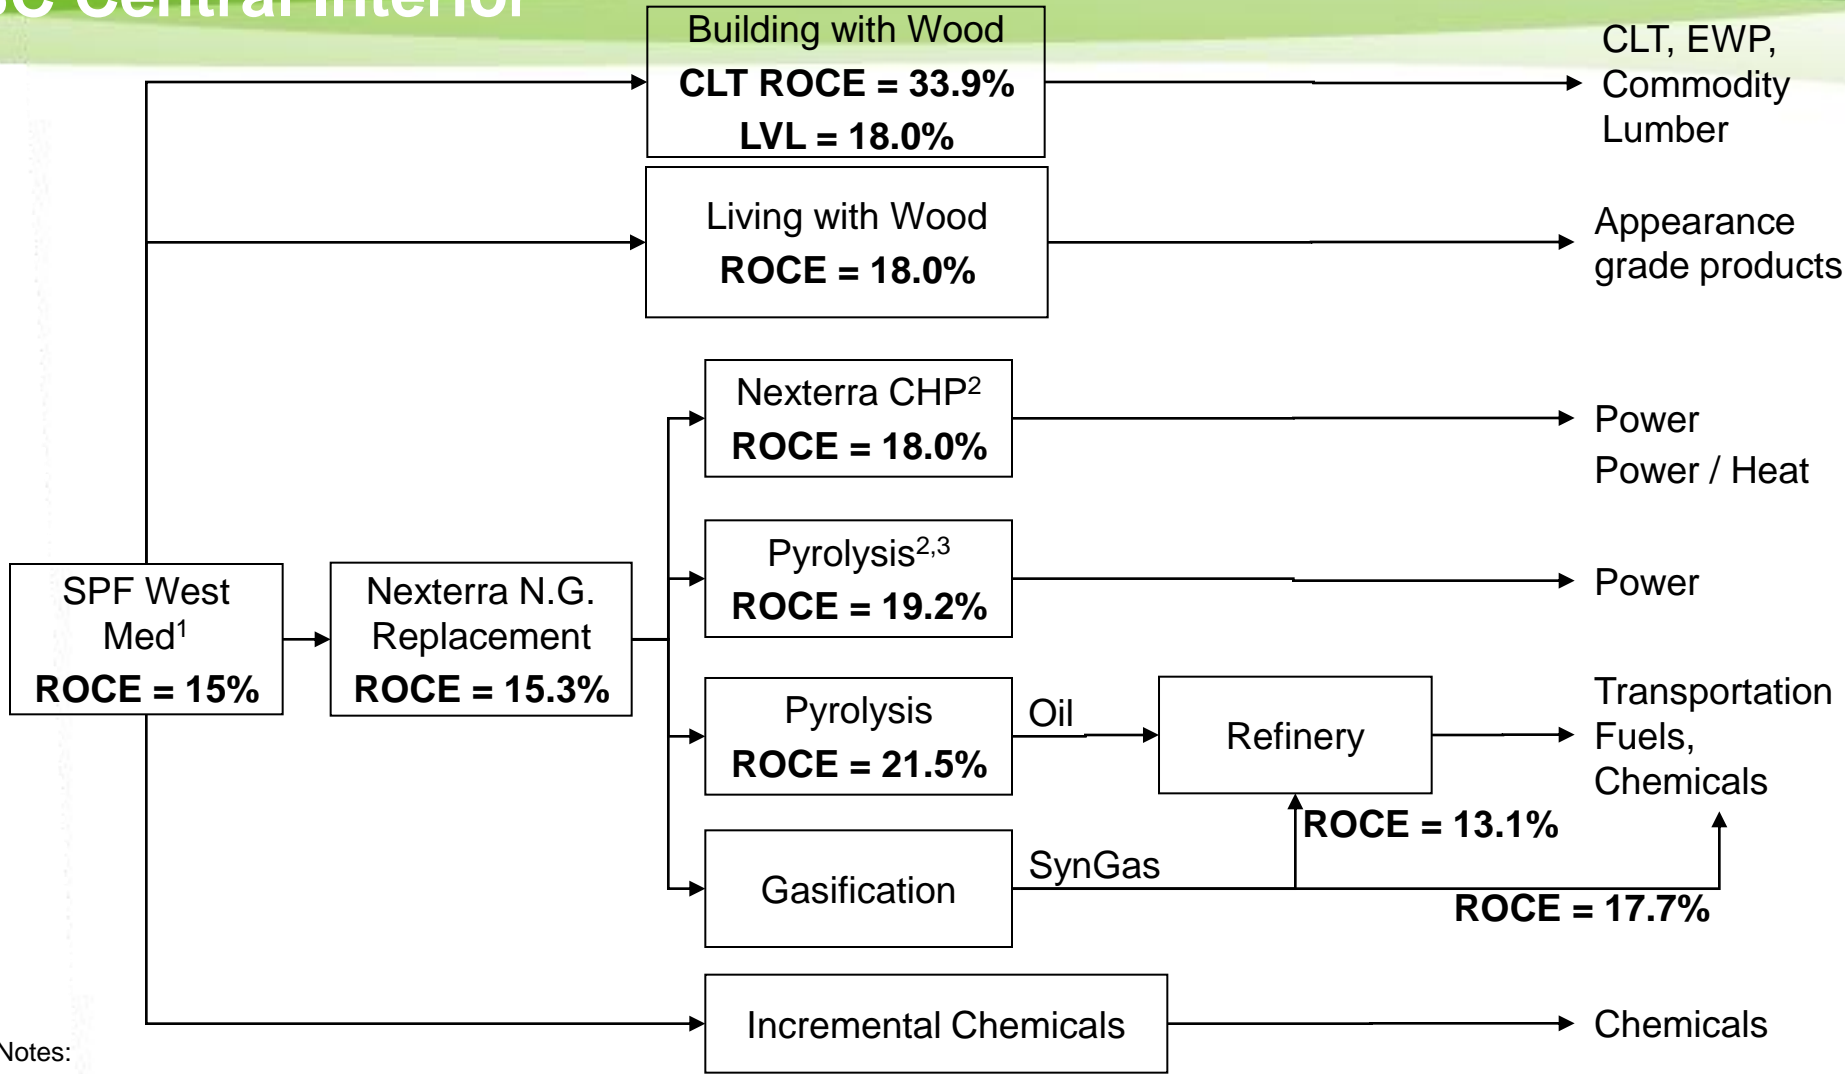 BC Central Interior
Building with Wood
CLT ROCE = 33.9%
LVL = 18.0%
CLT, EWP,
Commodity
Lumber
Living with Wood
ROCE = 18.0%
Appearance
grade products
Nexterra CHP2
ROCE = 18.0%
Power
Power / Heat
Pyrolysis2,3
ROCE = 19.2%
Power
SPF West
Med1
ROCE = 15%
Nexterra N.G.
Replacement
ROCE = 15.3%
Pyrolysis
ROCE = 21.5%
Oil
Refinery
Transportation
Fuels,
Chemicals
ROCE = 13.1%
Gasification
SynGas
ROCE = 17.7%
Incremental Chemicals
Chemicals
Notes: